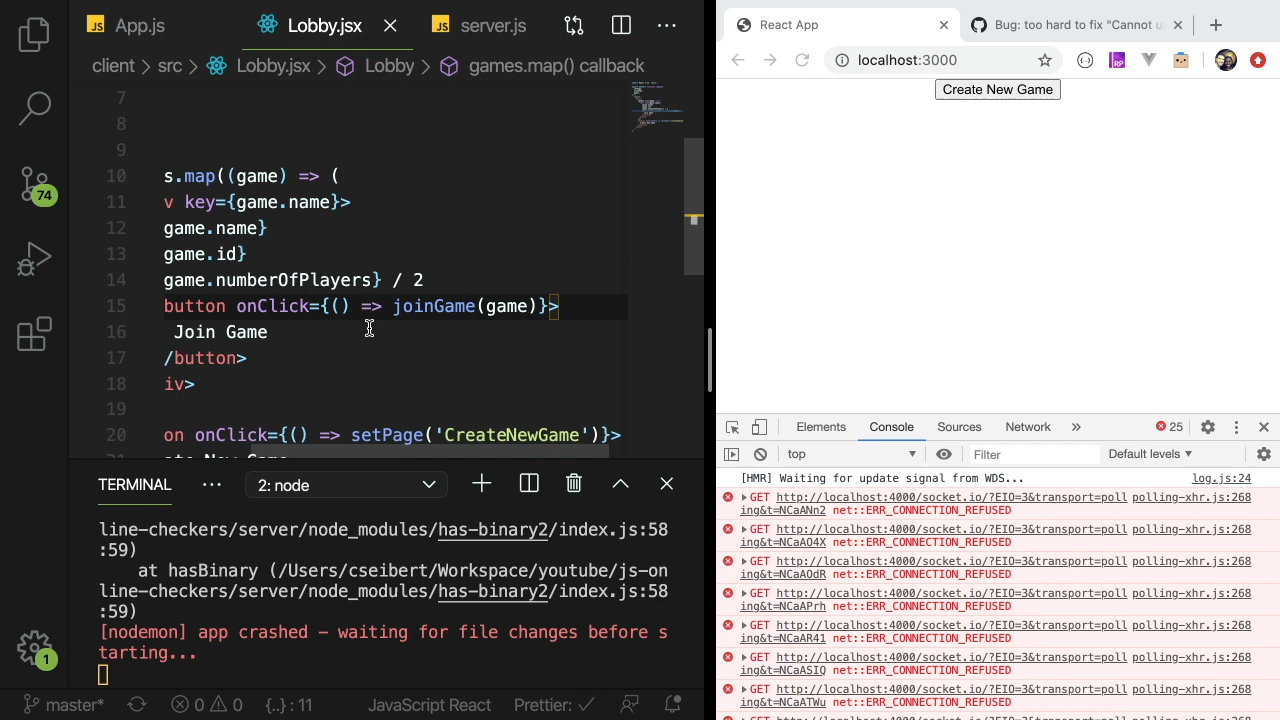 JS App.js
Lobby.jsx
JS server.js
client > src > Lobby.jsx > Lobby > games.map() callback
7
8
9
10 s.map((game) => (
11 v key={game.name}>
12 game.name}
13 game.id}
14 game.numberOfPlayers} / 2
15 button onClick={() => joinGame(game)}>
16 Join Game
17 /button>
18 iv>
19
20 on onClick={() => setPage('CreateNewGame')}>
74
1
TERMINAL ... 2: node
line-checkers/server/node_modules/has-binary2/index.js:58
:59)
at hasBinary (/Users/cseibert/Workspace/youtube/js-on
line-checkers/server/node_modules/has-binary2/index.js:58
:59)
[nodemon] app crashed - waiting for file changes before s
tarting...
master* 0 0 {..} : 11 JavaScript React Prettier: ✓
React App
Bug: too hard to fix "Cannot u
localhost:3000
RP
Create New Game
Elements Console Sources Network » 25
top Filter Default levels ▼
[HMR] Waiting for update signal from WDS... log.js:24
GET http://localhost:4000/socket.io/?EIO=3&transport=poll polling-xhr.js:268
ing&t=NCaANn2 net::ERR_CONNECTION_REFUSED
GET http://localhost:4000/socket.io/?EIO=3&transport=poll polling-xhr.js:268
ing&t=NCaAO4X net::ERR_CONNECTION_REFUSED
GET http://localhost:4000/socket.io/?EIO=3&transport=poll polling-xhr.js:268
ing&t=NCaAOdR net::ERR_CONNECTION_REFUSED
GET http://localhost:4000/socket.io/?EIO=3&transport=poll polling-xhr.js:268
ing&t=NCaAPrh net::ERR_CONNECTION_REFUSED
GET http://localhost:4000/socket.io/?EIO=3&transport=poll polling-xhr.js:268
ing&t=NCaAR41 net::ERR_CONNECTION_REFUSED
GET http://localhost:4000/socket.io/?EIO=3&transport=poll polling-xhr.js:268
ing&t=NCaASIQ net::ERR_CONNECTION_REFUSED
GET http://localhost:4000/socket.io/?EIO=3&transport=poll polling-xhr.js:268
ing&t=NCaATWu net::ERR_CONNECTION_REFUSED